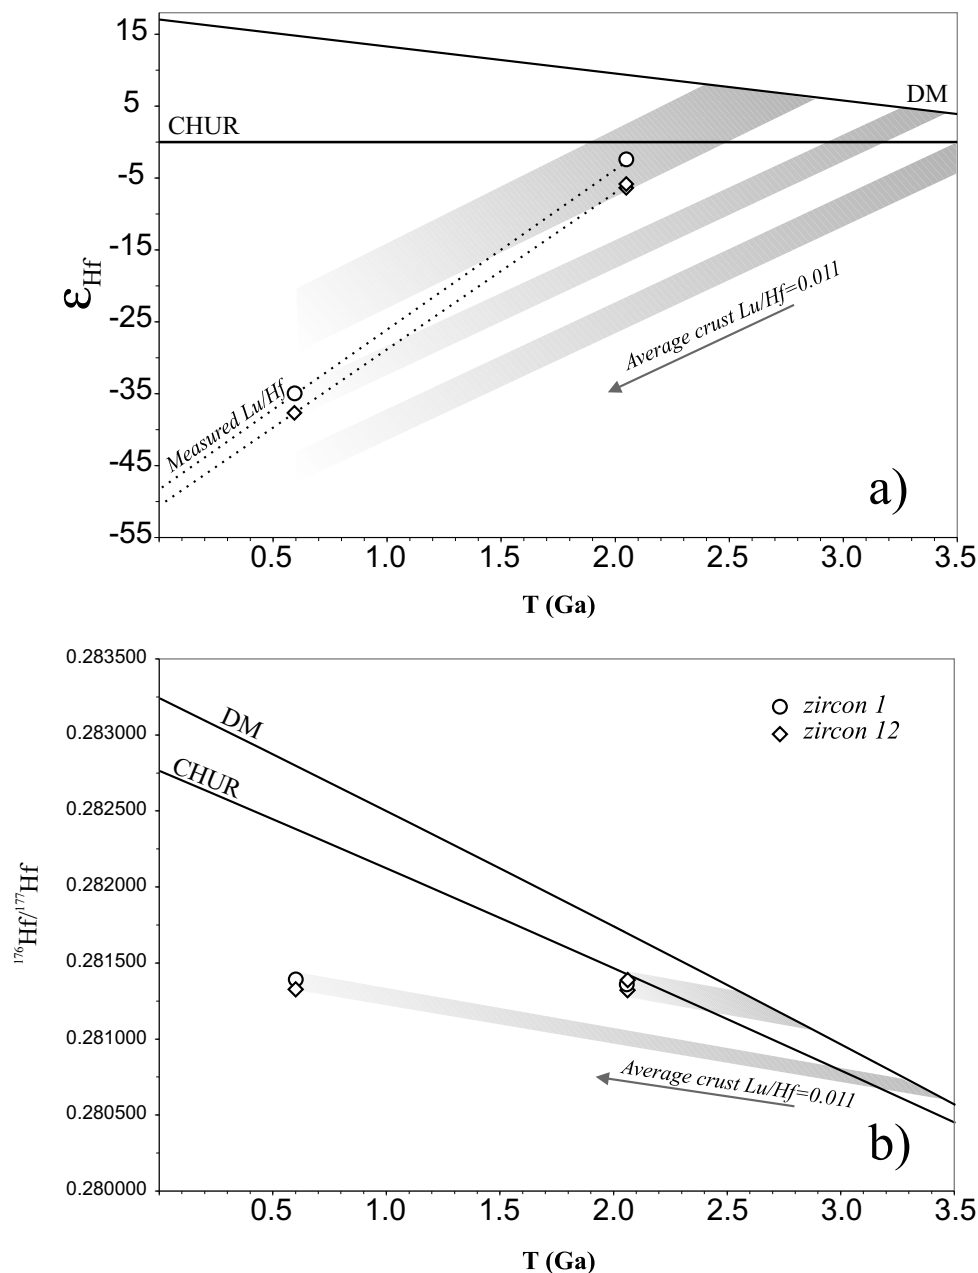 15
5
DM
CHUR
-5
-15
εHf
-25
Average crust Lu/Hf=0.011
-35
Measured Lu/Hf
-45
a)
-55
0.5 1.0 1.5 2.0 2.5 3.0 3.5
T (Ga)
0.283500
zircon 1
DM
0.283000
zircon 12
CHUR
0.282500
0.282000
176Hf/177Hf
0.281500
0.281000
Average crust Lu/Hf=0.011
0.280500
b)
0.280000
0.5 1.0 1.5 2.0 2.5 3.0 3.5
T (Ga)